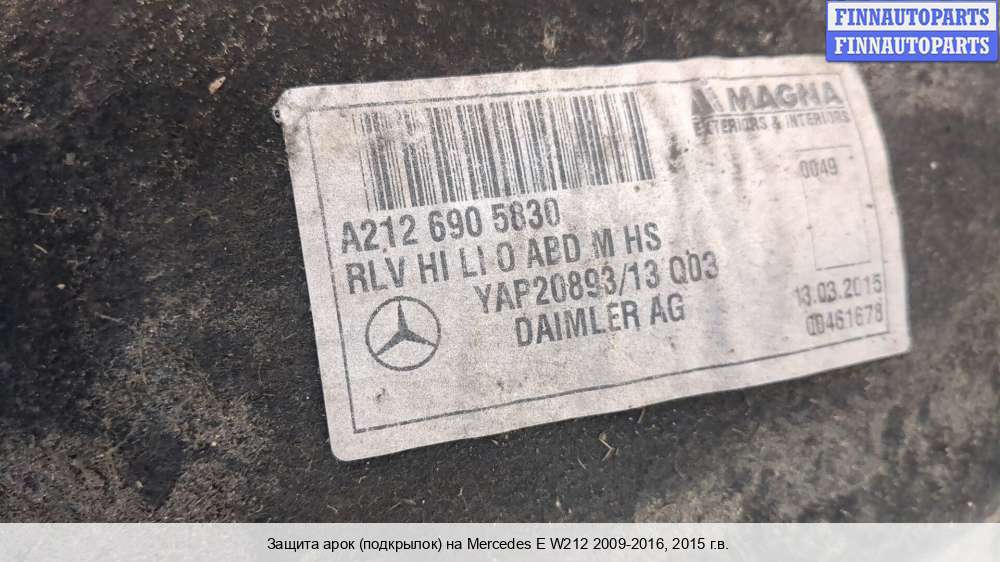 FINNAUTOPARTS
FINNAUTOPARTS
MAGNA
EXTERIORS & INTERIORS
0049
A212 690 5830
RLV HI LI O ABD M HS
YAP20893/13 Q03
DAIMLER AG
13.03.2015
00461678
Защита арок (подкрылок) на Mercedes E W212 2009-2016, 2015 г.в.